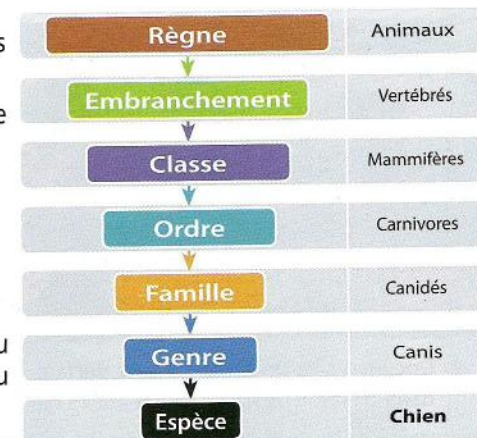 Règne Animaux
Embranchement Vertébrés
Classe Mammifères
Ordre Carnivores
Famille Canidés
Genre Canis
Espèce Chien